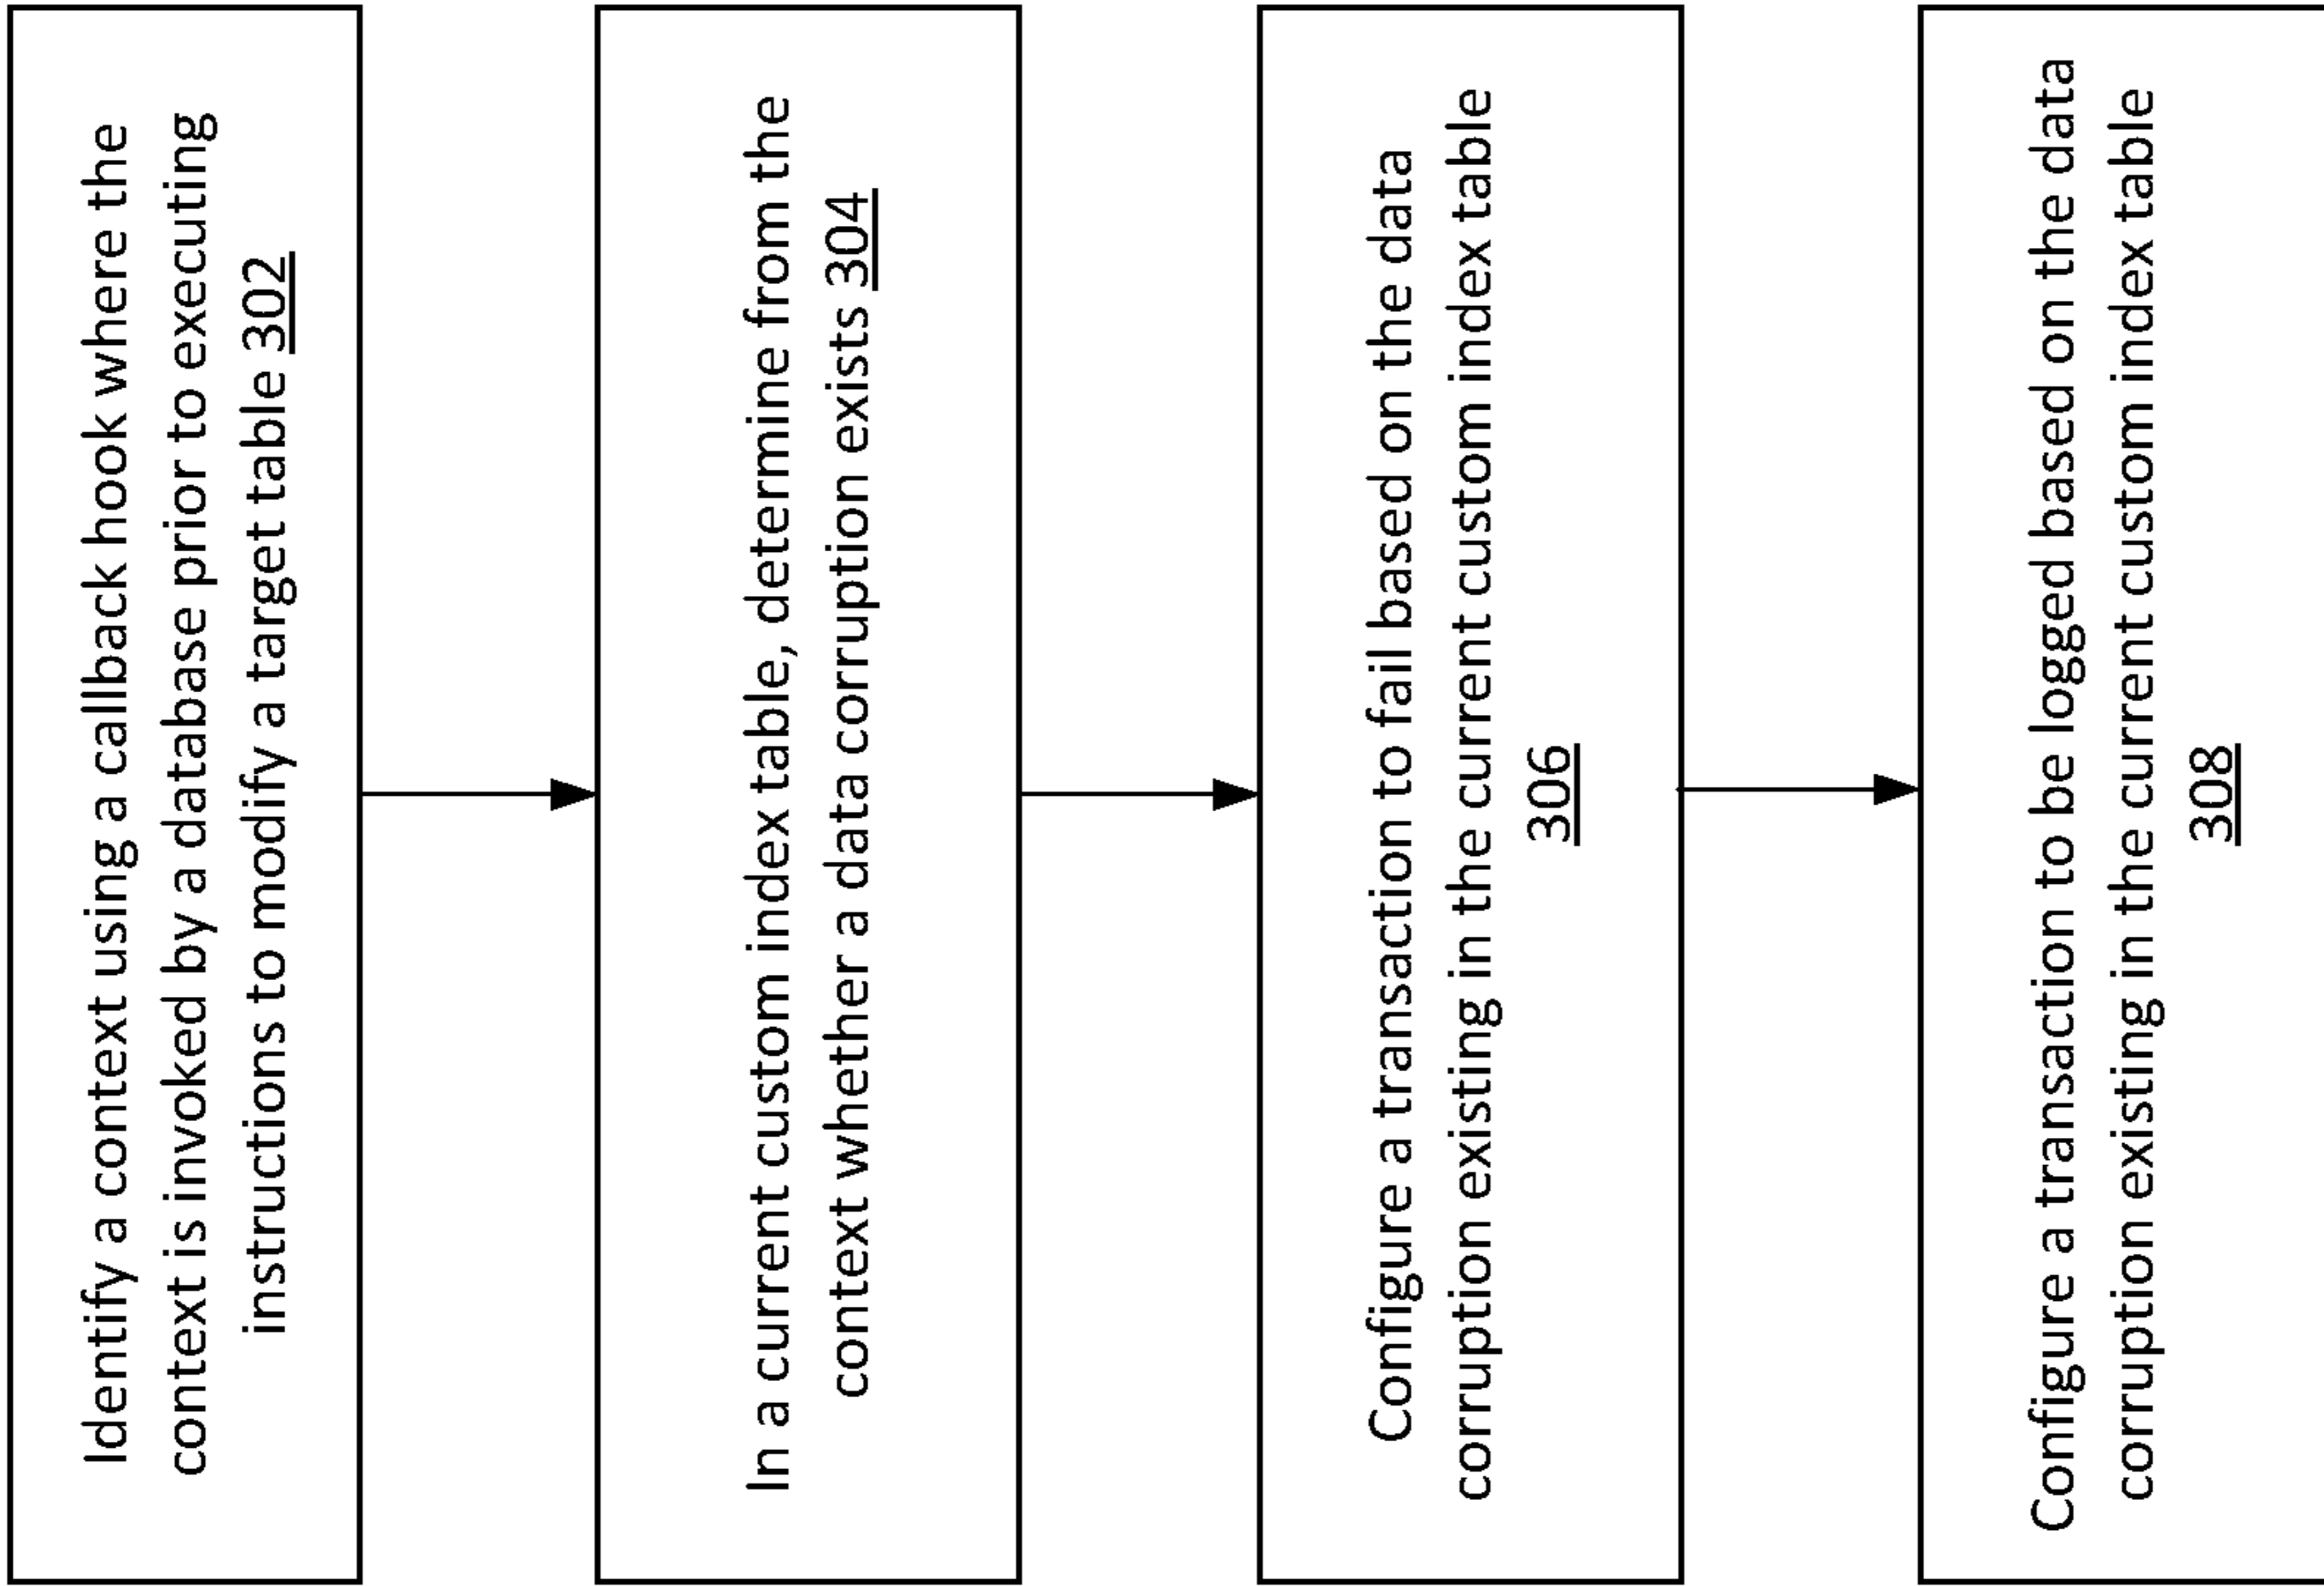 Identify a context using a callback hook where the
context is invoked by a database prior to executing
instructions to modify a target table 302
In a current custom index table, determine from the
context whether a data corruption exists 304
Configure a transaction to fail based on the data
corruption existing in the current custom index table
306
Configure a transaction to be logged based on the data
corruption existing in the current custom index table
308